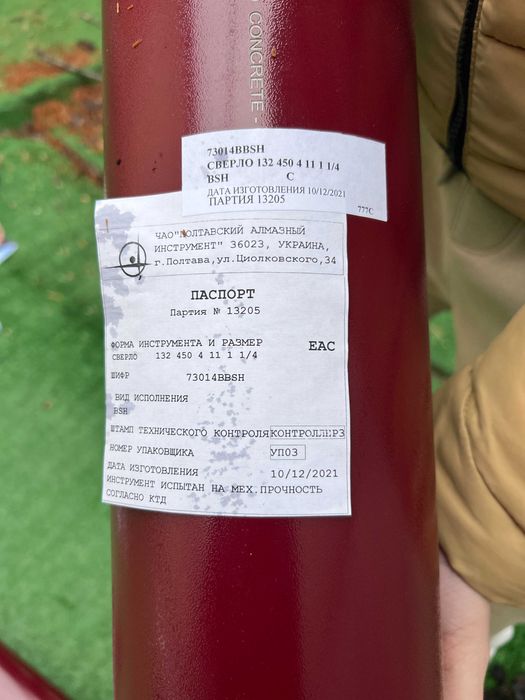 CONCRETE -
73014BBSH
СВЕРЛО 132 450 4 11 1 1/4
BSH C
ДАТА ИЗГОТОВЛЕНИЯ 10/12/2021
ПАРТИЯ 13205
777C
ЧАО"ПОЛТАВСКИЙ АЛМАЗНЫЙ
ИНСТРУМЕНТ" 36023, УКРАИНА,
г.Полтава,ул.Циолковского,34
ПАСПОРТ
Партия № 13205
ФОРМА ИНСТРУМЕНТА И РАЗМЕР EAC
СВЕРЛО 132 450 4 11 1 1/4
ШИФР 73014BBSH
ВИД ИСПОЛНЕНИЯ
BSH
ШТАМП ТЕХНИЧЕСКОГО КОНТРОЛЯ КОНТРОЛЛЕР3
НОМЕР УПАКОВЩИКА УП03
ДАТА ИЗГОТОВЛЕНИЯ 10/12/2021
ИНСТРУМЕНТ ИСПЫТАН НА МЕХ.ПРОЧНОСТЬ
СОГЛАСНО КТД